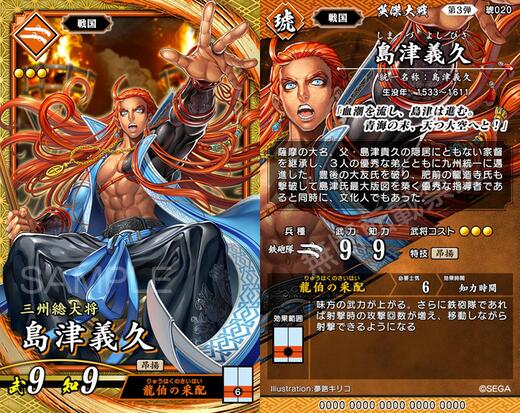 戦国
SAMPLE
三州総大将
島津義久
昂揚
武9 知9
りゅうはくのさいはい
龍伯の采配
6
琥
戦国
英傑大戦
第3弾
琥020
しまづ よしひさ
島津義久
統一名称:島津義久
生没年:1533~1611
「血潮を流し、島津は進む。
青海の末、天つ大空へと!」
薩摩の大名。父、島津貴久の隠居にともない家督
を継承し、3人の優秀な弟とともに九州統一に邁
進した。豊後の大友氏を破り、肥前の龍造寺氏も
撃破して島津氏最大版図を築く優秀な指導者であ
ると同時に、文化人でもあった。
兵種 武力 知力 武将コスト
鉄砲隊 9 9 特技 昂揚
りゅうはくのさいはい 必要士気 効果時間
龍伯の采配 6 知力時間
効果範囲
味方の武力が上がる。さらに鉄砲隊であれ
ば射撃時の攻撃回数が増え、移動しながら
射撃できるようになる
Illustration:夢路キリコ
©SEGA
0000 0000 0000 0000 0000